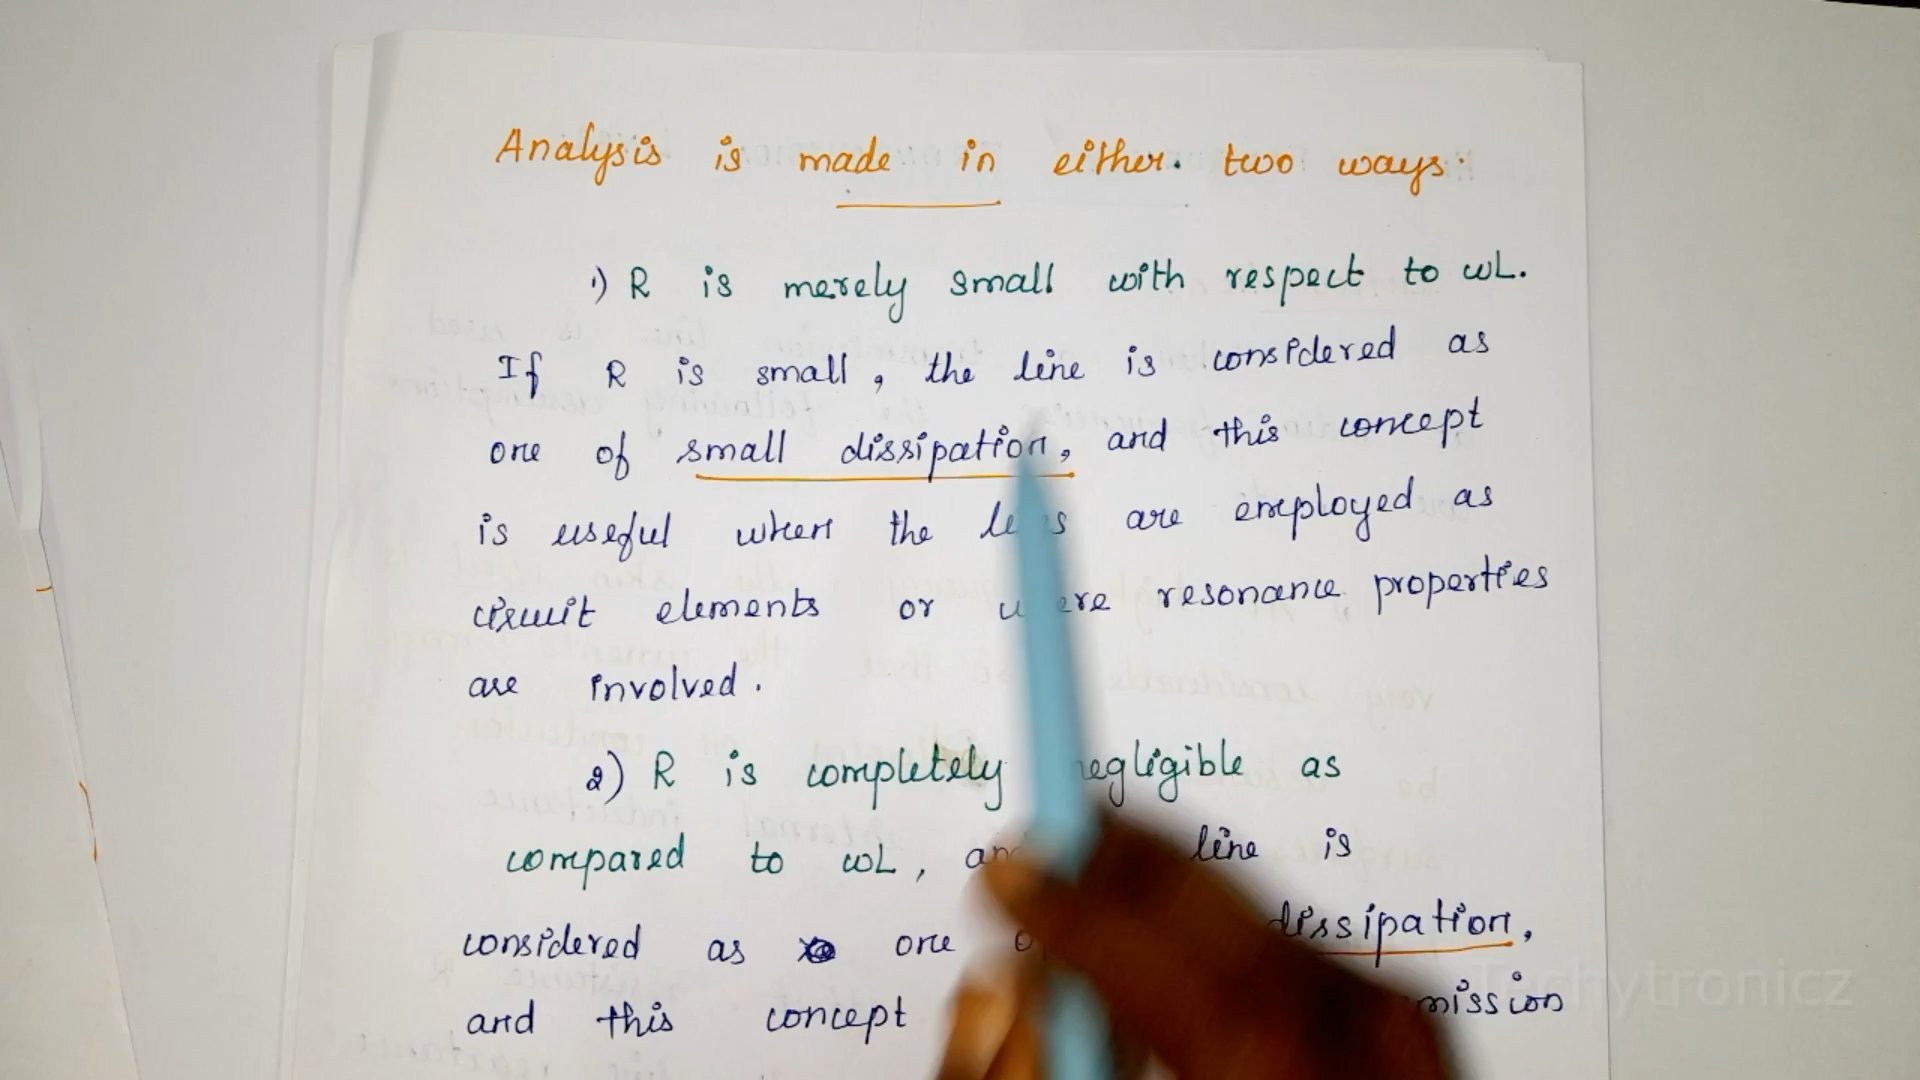 Analysis is made in either two ways.
1) R is merely small with respect to ωL.
If R is small, the line is considered as
one of small dissipation, and this concept
is useful when the are employed as
circuit elements or resonance properties
are involved.
2) R is completely negligible as
compared to ωL, line is
considered as one dissipation,
and this concept
Techytronicz